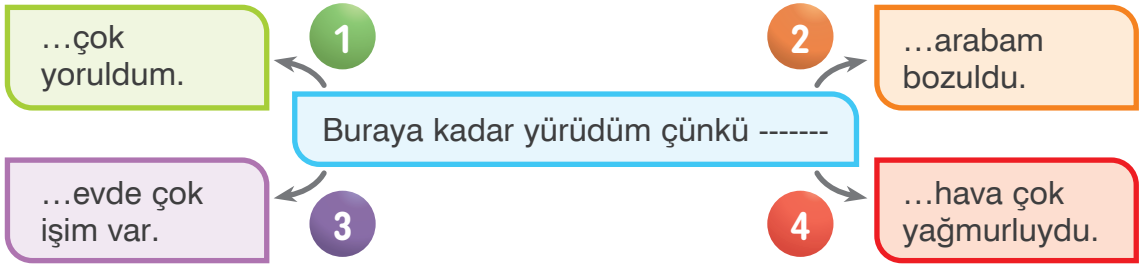 …çok
yoruldum.
1
2
…arabam
bozuldu.
Buraya kadar yürüdüm çünkü -------
…evde çok
işim var.
3
4
…hava çok
yağmurluydu.